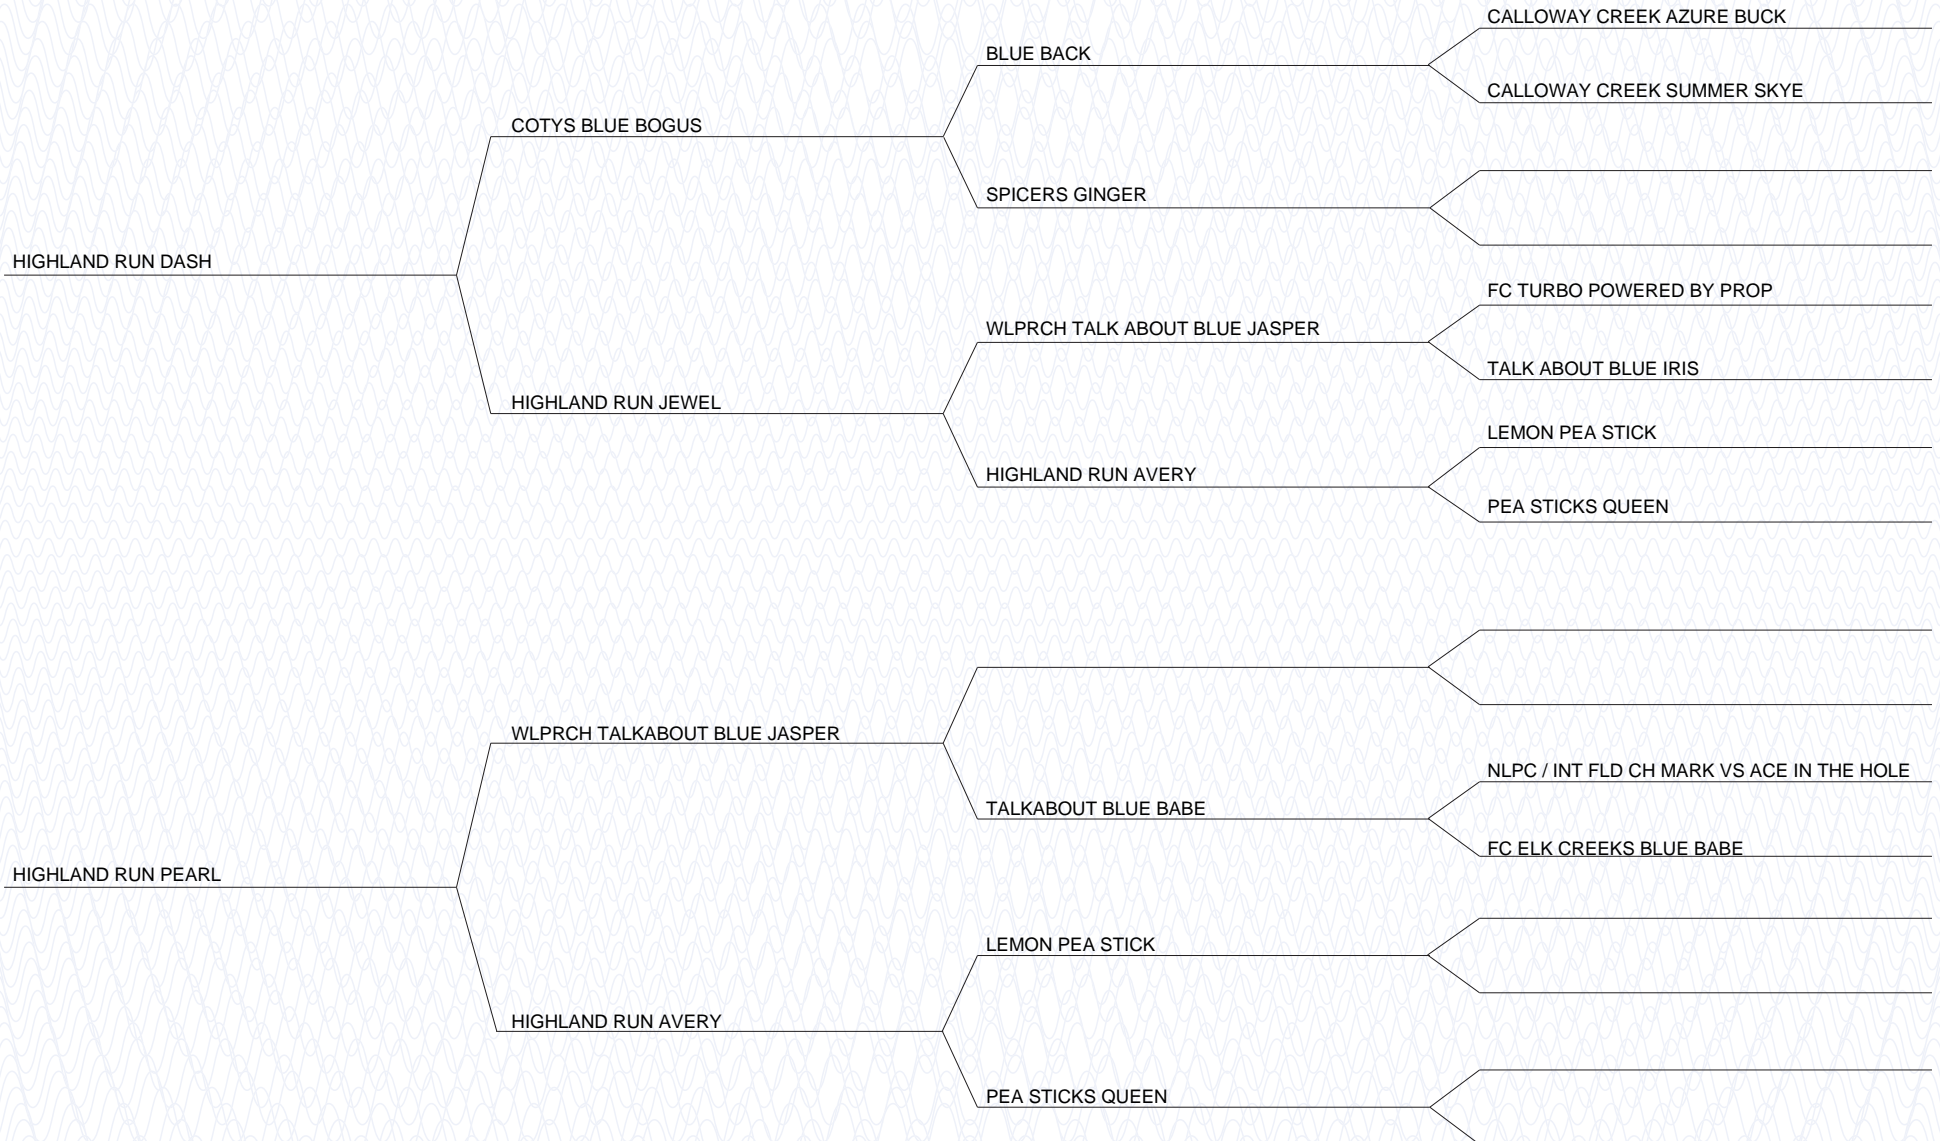 CALLOWAY CREEK AZURE BUCK
BLUE BACK
CALLOWAY CREEK SUMMER SKYE
COTYS BLUE BOGUS
SPICERS GINGER
HIGHLAND RUN DASH
FC TURBO POWERED BY PROP
WLPRCH TALK ABOUT BLUE JASPER
TALK ABOUT BLUE IRIS
HIGHLAND RUN JEWEL
LEMON PEA STICK
HIGHLAND RUN AVERY
PEA STICKS QUEEN
WLPRCH TALKABOUT BLUE JASPER
NLPC / INT FLD CH MARK VS ACE IN THE HOLE
TALKABOUT BLUE BABE
FC ELK CREEKS BLUE BABE
HIGHLAND RUN PEARL
LEMON PEA STICK
HIGHLAND RUN AVERY
PEA STICKS QUEEN